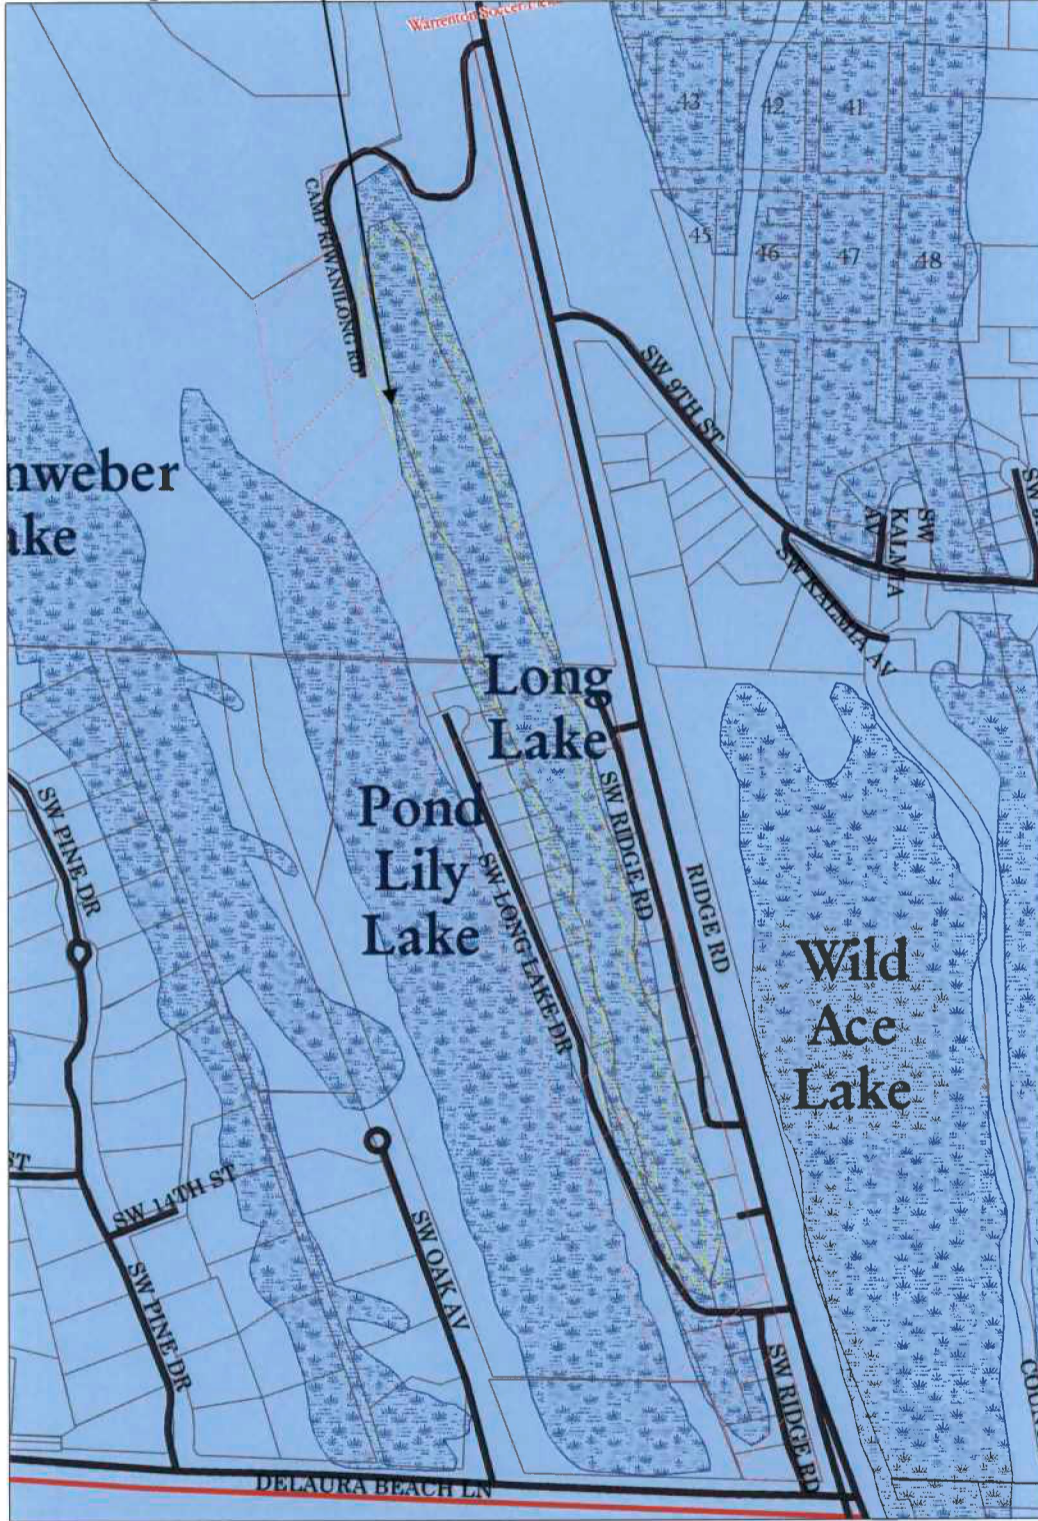 Warrenton Soccer
43
42
41
CAMP KIWANILONG RD
45
46
47
48
SW 9TH ST
nweber
ake
SW
KALMIA
AV
SW KALMIA AV
Long
Lake
SW PINE DR
Pond
Lily
Lake
SW LONG LAKE DR
SW RIDGE RD
RIDGE RD
Wild
Ace
Lake
ST
SW 14TH ST
SW OAK AV
SW PINE DR
SW RIDGE RD
DELAURA BEACH LN